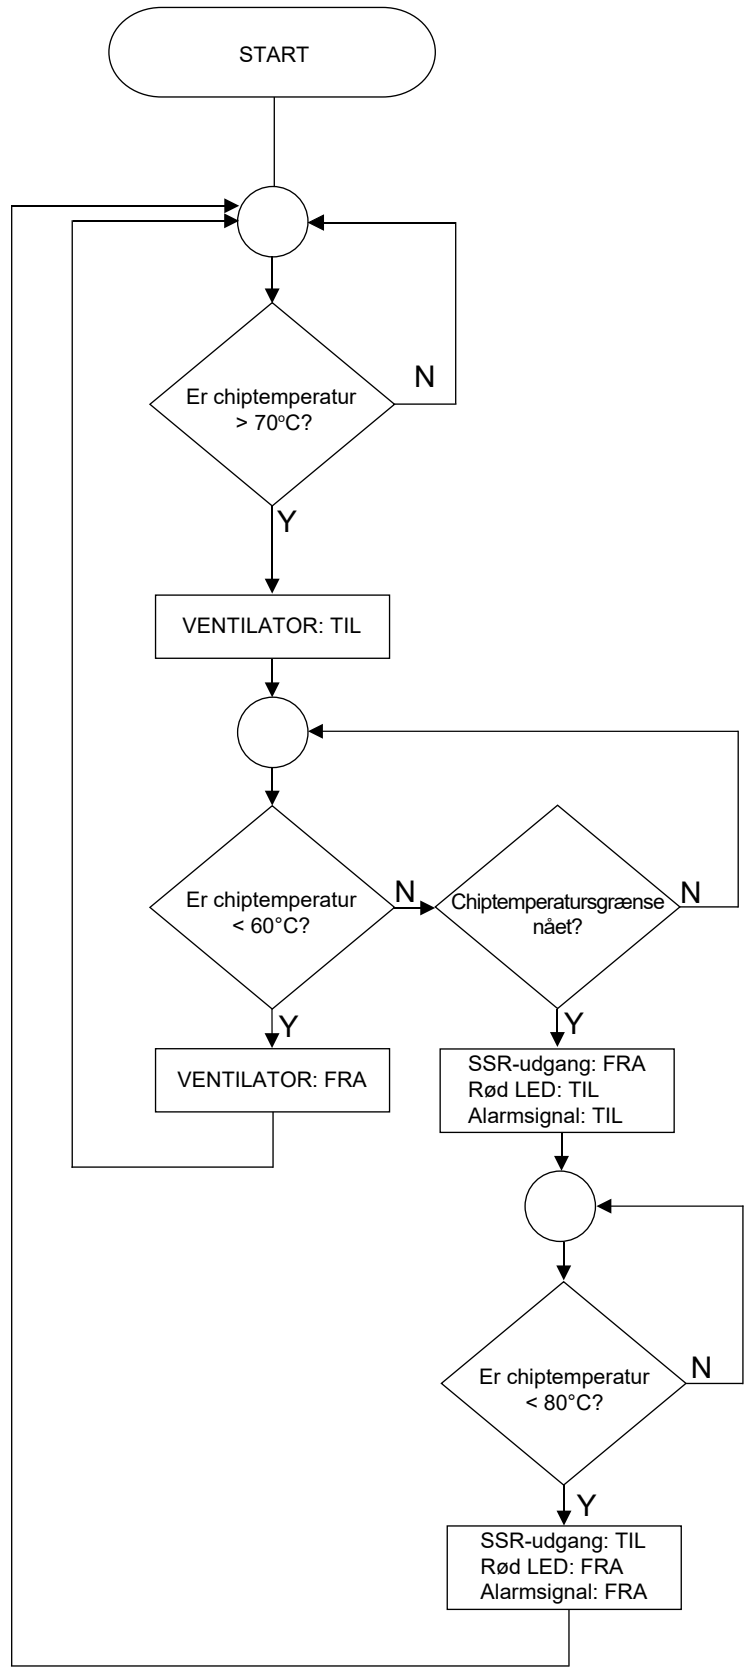 START
Er chiptemperatur
> 70°C?
N
Y
VENTILATOR: TIL
Er chiptemperatur
< 60°C?
N
Chiptemperatursgrænse
nået?
N
Y
Y
VENTILATOR: FRA
SSR-udgang: FRA
Rød LED: TIL
Alarmsignal: TIL
Er chiptemperatur
< 80°C?
N
Y
SSR-udgang: TIL
Rød LED: FRA
Alarmsignal: FRA